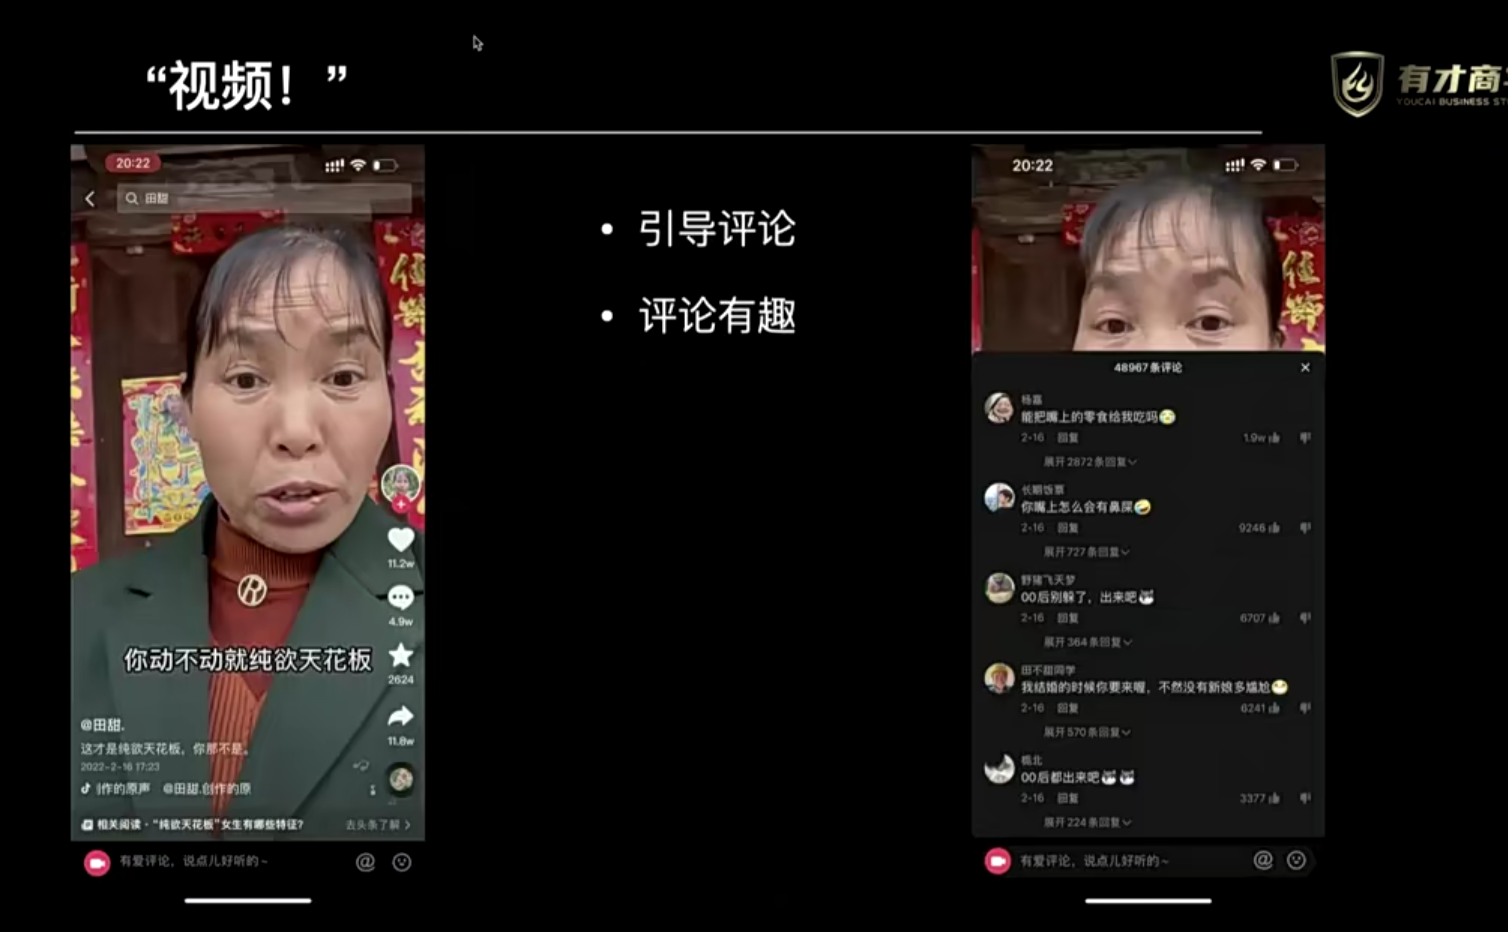 “视频！”
有才商
YOUCAI BUSINESS ST
20:22
田甜
你动不动就纯欲天花板
11.2w
4.9w
2624
11.8w
@田甜.
这才是纯欲天花板，你那不是。
2022-2-16 17:23
作的原声 @田甜.创作的原
相关阅读·“纯欲天花板”女生有哪些特征？
去头条了解 >
有爱评论，说点儿好听的~
• 引导评论
• 评论有趣
20:22
48967条评论
杨嘉
能把嘴上的零食给我吃吗
2-16 回复 1.9w
展开2872条回复
长期饭票
你嘴上怎么会有鼻屎🤣
2-16 回复 9246
展开727条回复
野猪飞天梦
00后别躲了，出来吧
2-16 回复 6707
展开364条回复
田不甜同学
我结婚的时候你要来喔，不然没有新娘多尴尬
2-16 回复 6241
展开570条回复
桅北
00后都出来吧
2-16 回复 3377
展开224条回复
有爱评论，说点儿好听的~